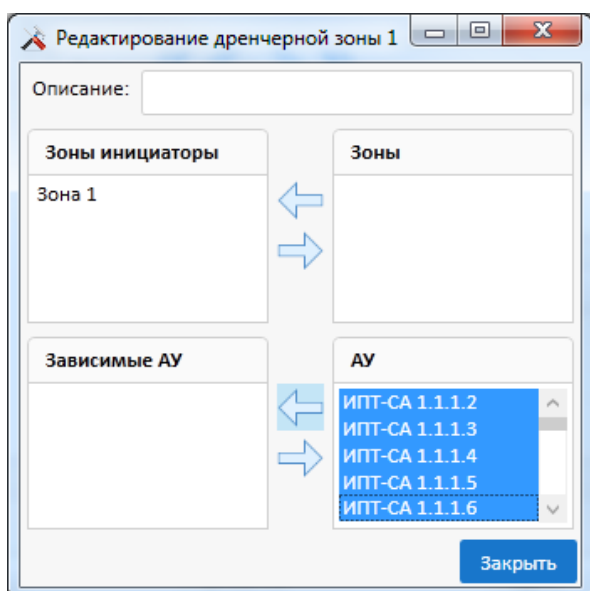 Редактирование дренчерной зоны 1
Описание:
Зоны инициаторы
Зоны
Зона 1
Зависимые АУ
АУ
ИПТ-СА 1.1.1.2
ИПТ-СА 1.1.1.3
ИПТ-СА 1.1.1.4
ИПТ-СА 1.1.1.5
ИПТ-СА 1.1.1.6
Закрыть